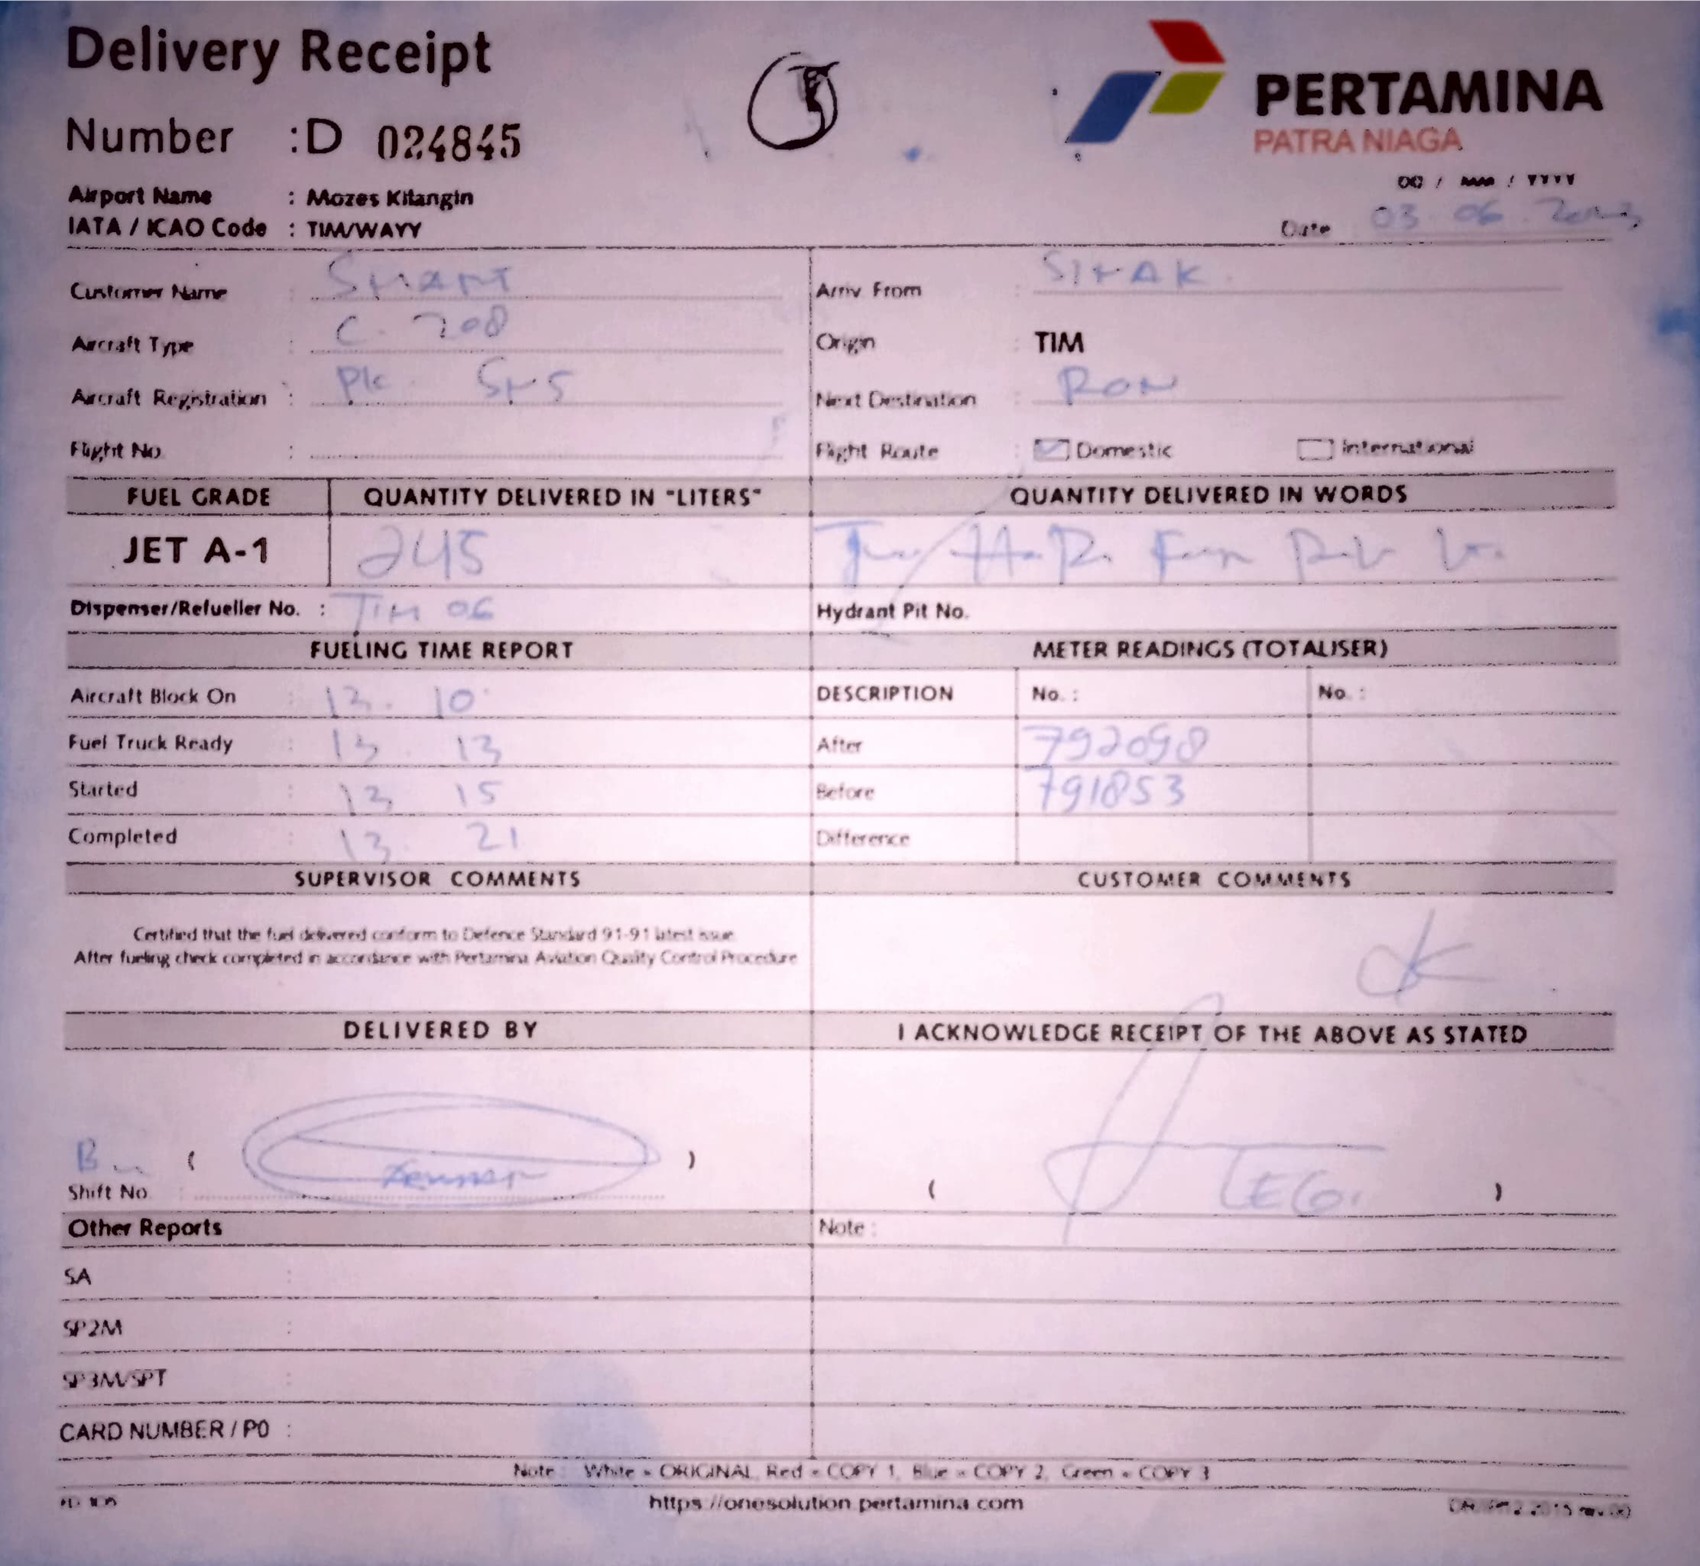 Delivery Receipt
PERTAMINA
PATRA NIAGA
Number : D 024845
DD / MM / YYYY
Airport Name : Mozes Kilangin
IATA / ICAO Code : TIM/WAYY
Date 03 . 06 . 2023
Customer Name : SMART
Arriv From : SINAK
Aircraft Type : C . 208
Origin : TIM
Aircraft Registration : PK .
Next Destination : RON
Flight No. :
Flight Route : Domestic International
FUEL GRADE QUANTITY DELIVERED IN "LITERS" QUANTITY DELIVERED IN WORDS
JET A-1 245
Dispenser/Refueller No. : TIM 06
Hydrant Pit No.
FUELING TIME REPORT METER READINGS (TOTALISER)
Aircraft Block On : 13 . 10
DESCRIPTION No. : No. :
Fuel Truck Ready : 13 . 13
After 792098
Started : 13 15
Before 791853
Completed : 13 . 21
Difference
SUPERVISOR COMMENTS CUSTOMER COMMENTS
Certified that the fuel delivered conform to Defence Standard 91-91 latest issue
After fueling check completed in accordance with Pertamina Aviation Quality Control Procedure
OK
DELIVERED BY I ACKNOWLEDGE RECEIPT OF THE ABOVE AS STATED
B ( )
Shift No
( TEGO. )
Other Reports Note :
SA :
SP2M :
SP3M/SPT :
CARD NUMBER / PO :
Note : White = ORIGINAL, Red = COPY 1, Blue = COPY 2, Green = COPY 3
https://onesolution.pertamina.com